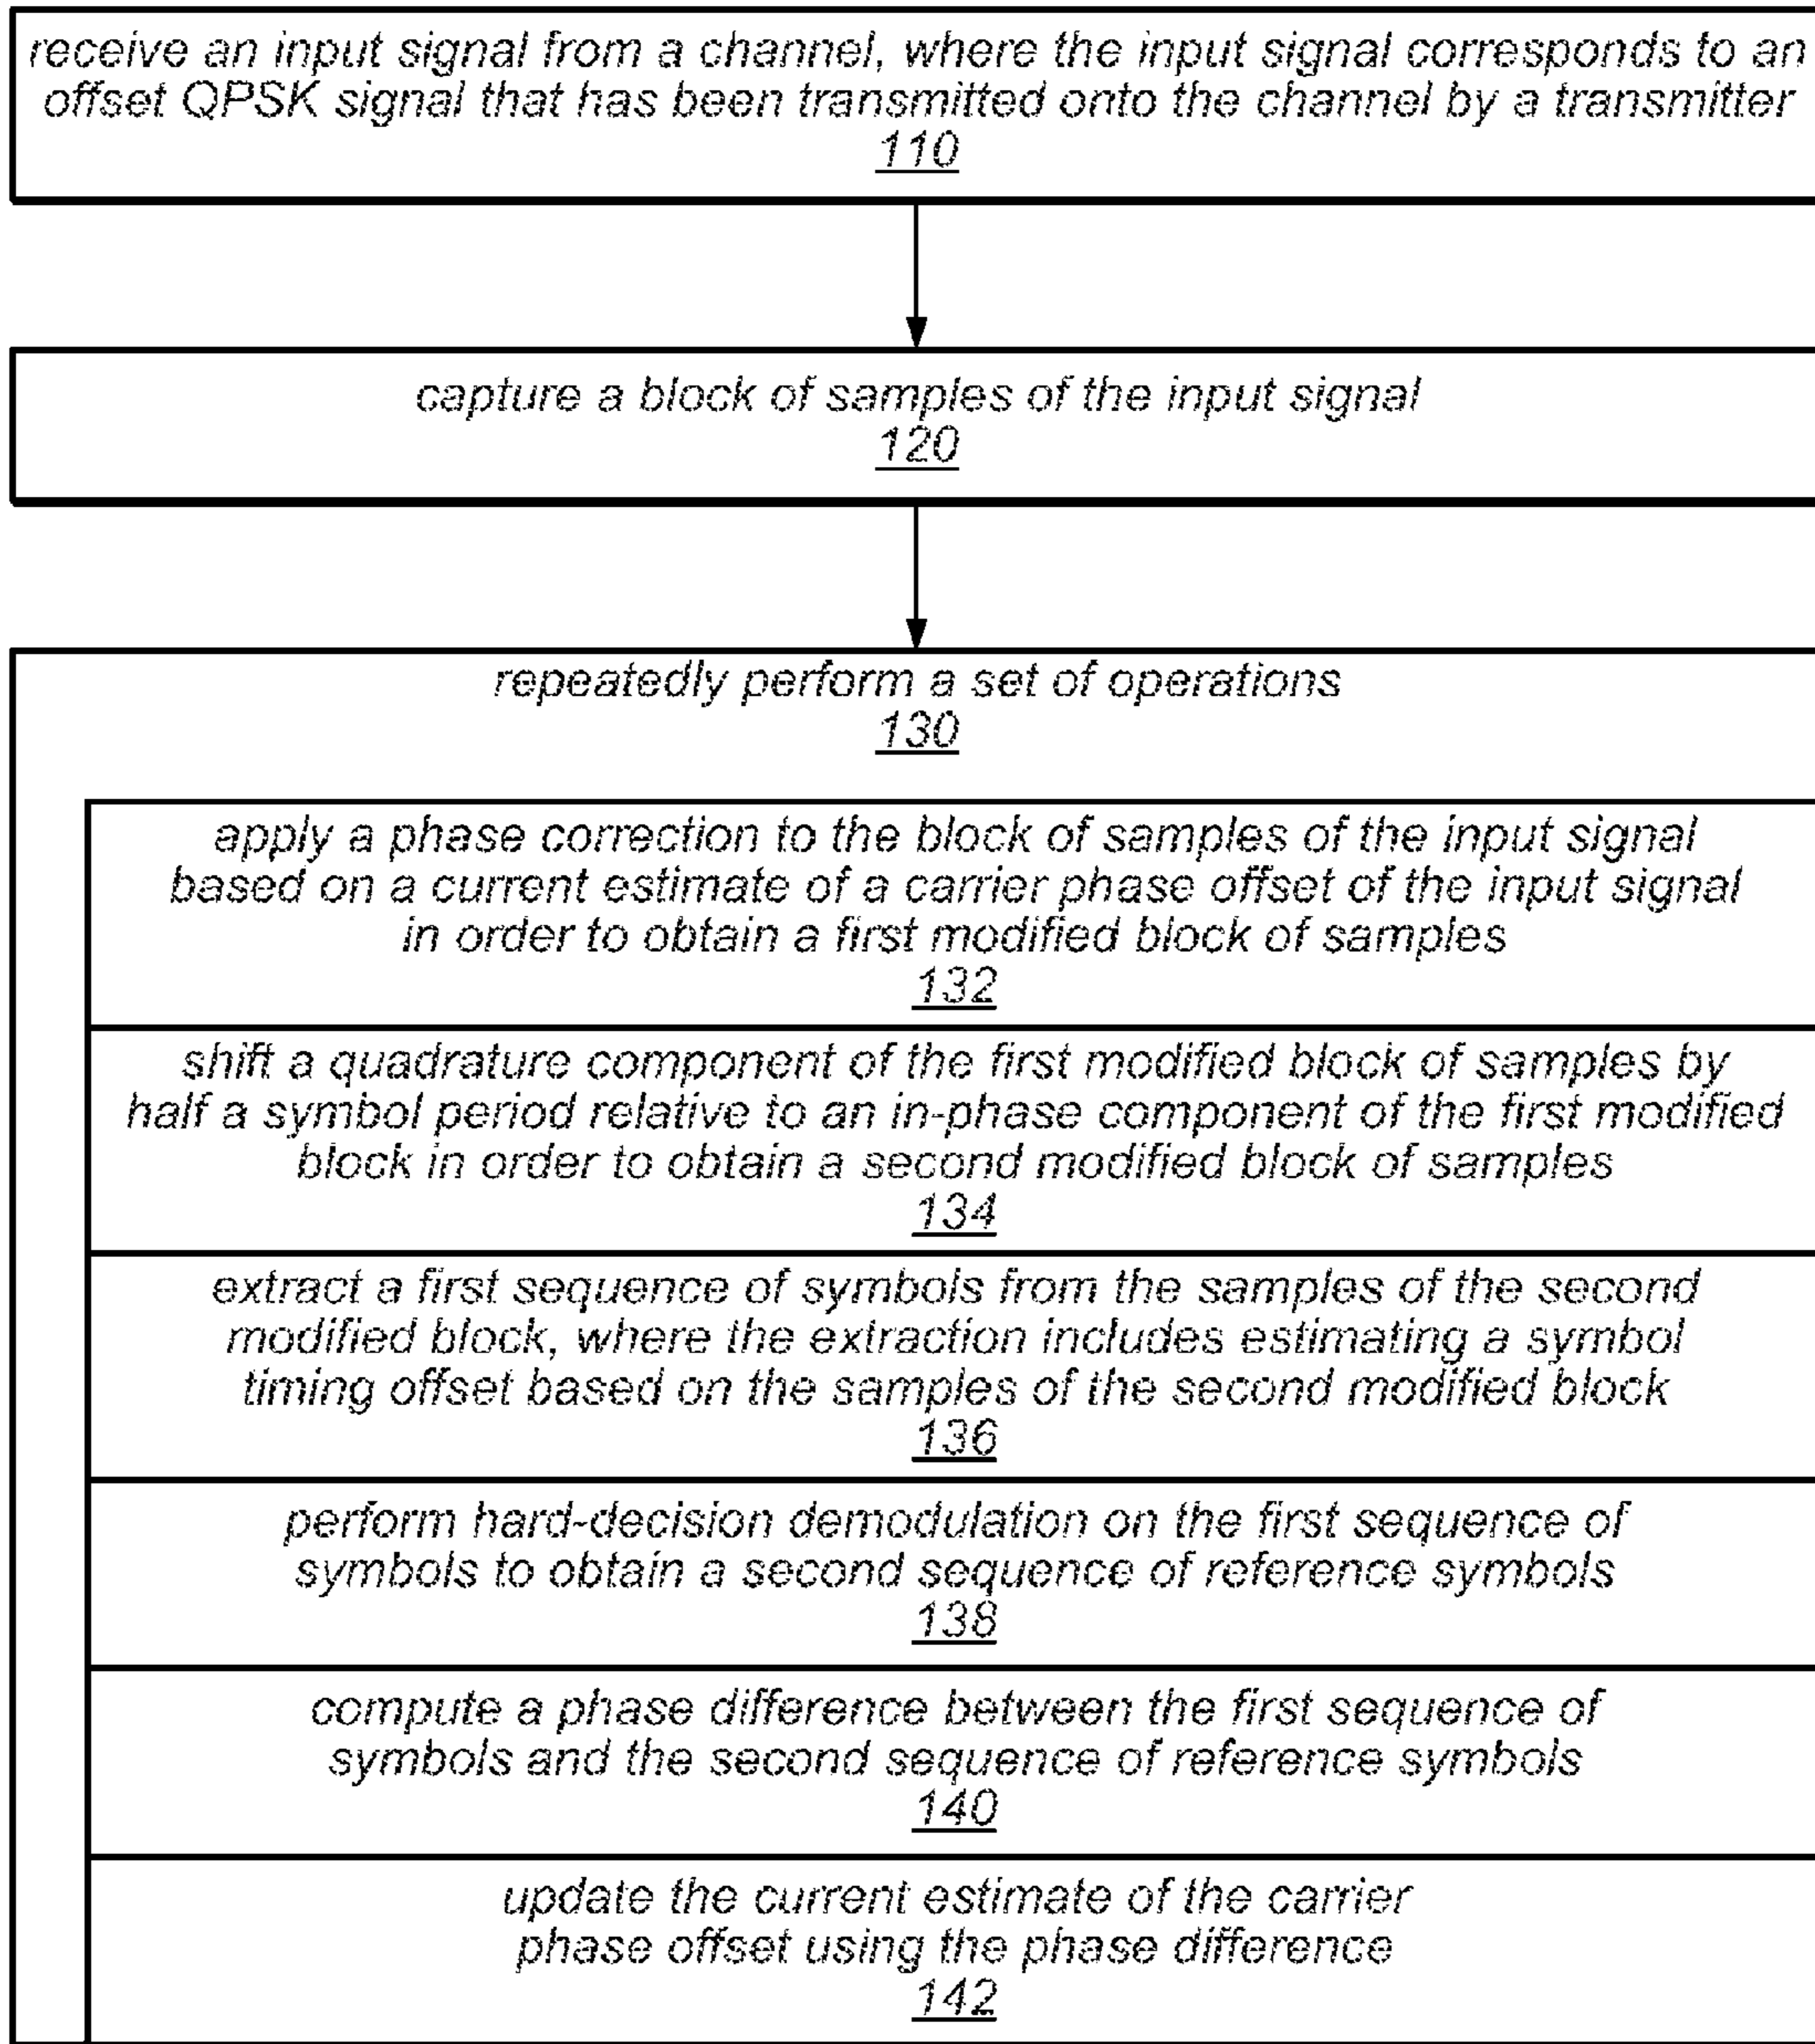 receive an input signal from a channel, where the input signal corresponds to an
offset QPSK signal that has been transmitted onto the channel by a transmitter
110
capture a block of samples of the input signal
120
repeatedly perform a set of operations
130
apply a phase correction to the block of samples of the input signal
based on a current estimate of a carrier phase offset of the input signal
in order to obtain a first modified block of samples
132
shift a quadrature component of the first modified block of samples by
half a symbol period relative to an in-phase component of the first modified
block in order to obtain a second modified block of samples
134
extract a first sequence of symbols from the samples of the second
modified block, where the extraction includes estimating a symbol
timing offset based on the samples of the second modified block
136
perform hard-decision demodulation on the first sequence of
symbols to obtain a second sequence of reference symbols
138
compute a phase difference between the first sequence of
symbols and the second sequence of reference symbols
140
update the current estimate of the carrier
phase offset using the phase difference
142